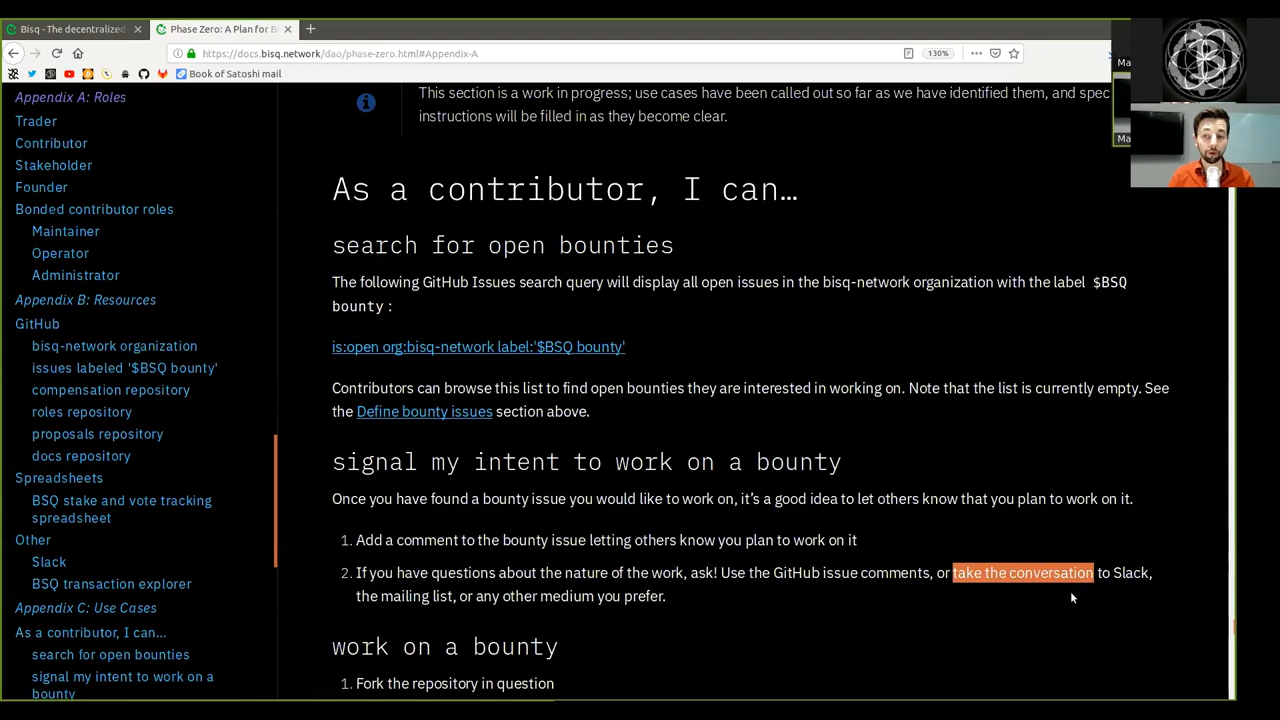 Bisq - The decentralized
Phase Zero: A Plan for B
https://docs.bisq.network/dao/phase-zero.html#Appendix-A
130%
Book of Satoshi mail
Ma
Ma
Appendix A: Roles
Trader
Contributor
Stakeholder
Founder
Bonded contributor roles
Maintainer
Operator
Administrator
Appendix B: Resources
GitHub
bisq-network organization
issues labeled '$BSQ bounty'
compensation repository
roles repository
proposals repository
docs repository
Spreadsheets
BSQ stake and vote tracking
spreadsheet
Other
Slack
BSQ transaction explorer
Appendix C: Use Cases
As a contributor, I can…
search for open bounties
signal my intent to work on a
bounty
This section is a work in progress; use cases have been called out so far as we have identified them, and spec
instructions will be filled in as they become clear.
As a contributor, I can…
search for open bounties
The following GitHub Issues search query will display all open issues in the bisq-network organization with the label $BSQ
bounty:
is:open org:bisq-network label:'$BSQ bounty'
Contributors can browse this list to find open bounties they are interested in working on. Note that the list is currently empty. See
the Define bounty issues section above.
signal my intent to work on a bounty
Once you have found a bounty issue you would like to work on, it's a good idea to let others know that you plan to work on it.
1. Add a comment to the bounty issue letting others know you plan to work on it
2. If you have questions about the nature of the work, ask! Use the GitHub issue comments, or take the conversation to Slack,
the mailing list, or any other medium you prefer.
work on a bounty
1. Fork the repository in question